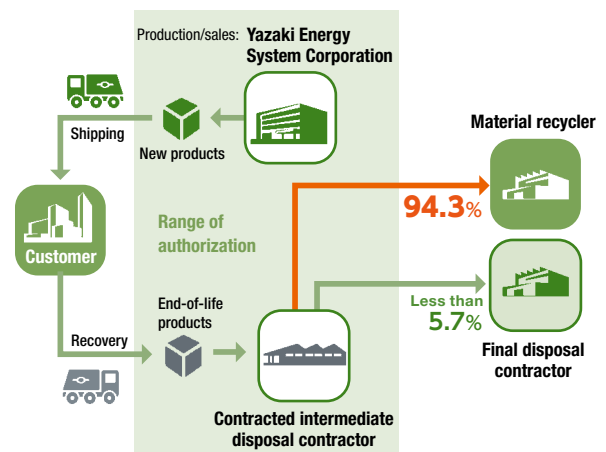 Production/sales: Yazaki Energy
System Corporation
Shipping
New products
Material recycler
94.3%
Customer
Range of
authorization
Less than
5.7%
End-of-life
products
Recovery
Final disposal
contractor
Contracted intermediate
disposal contractor